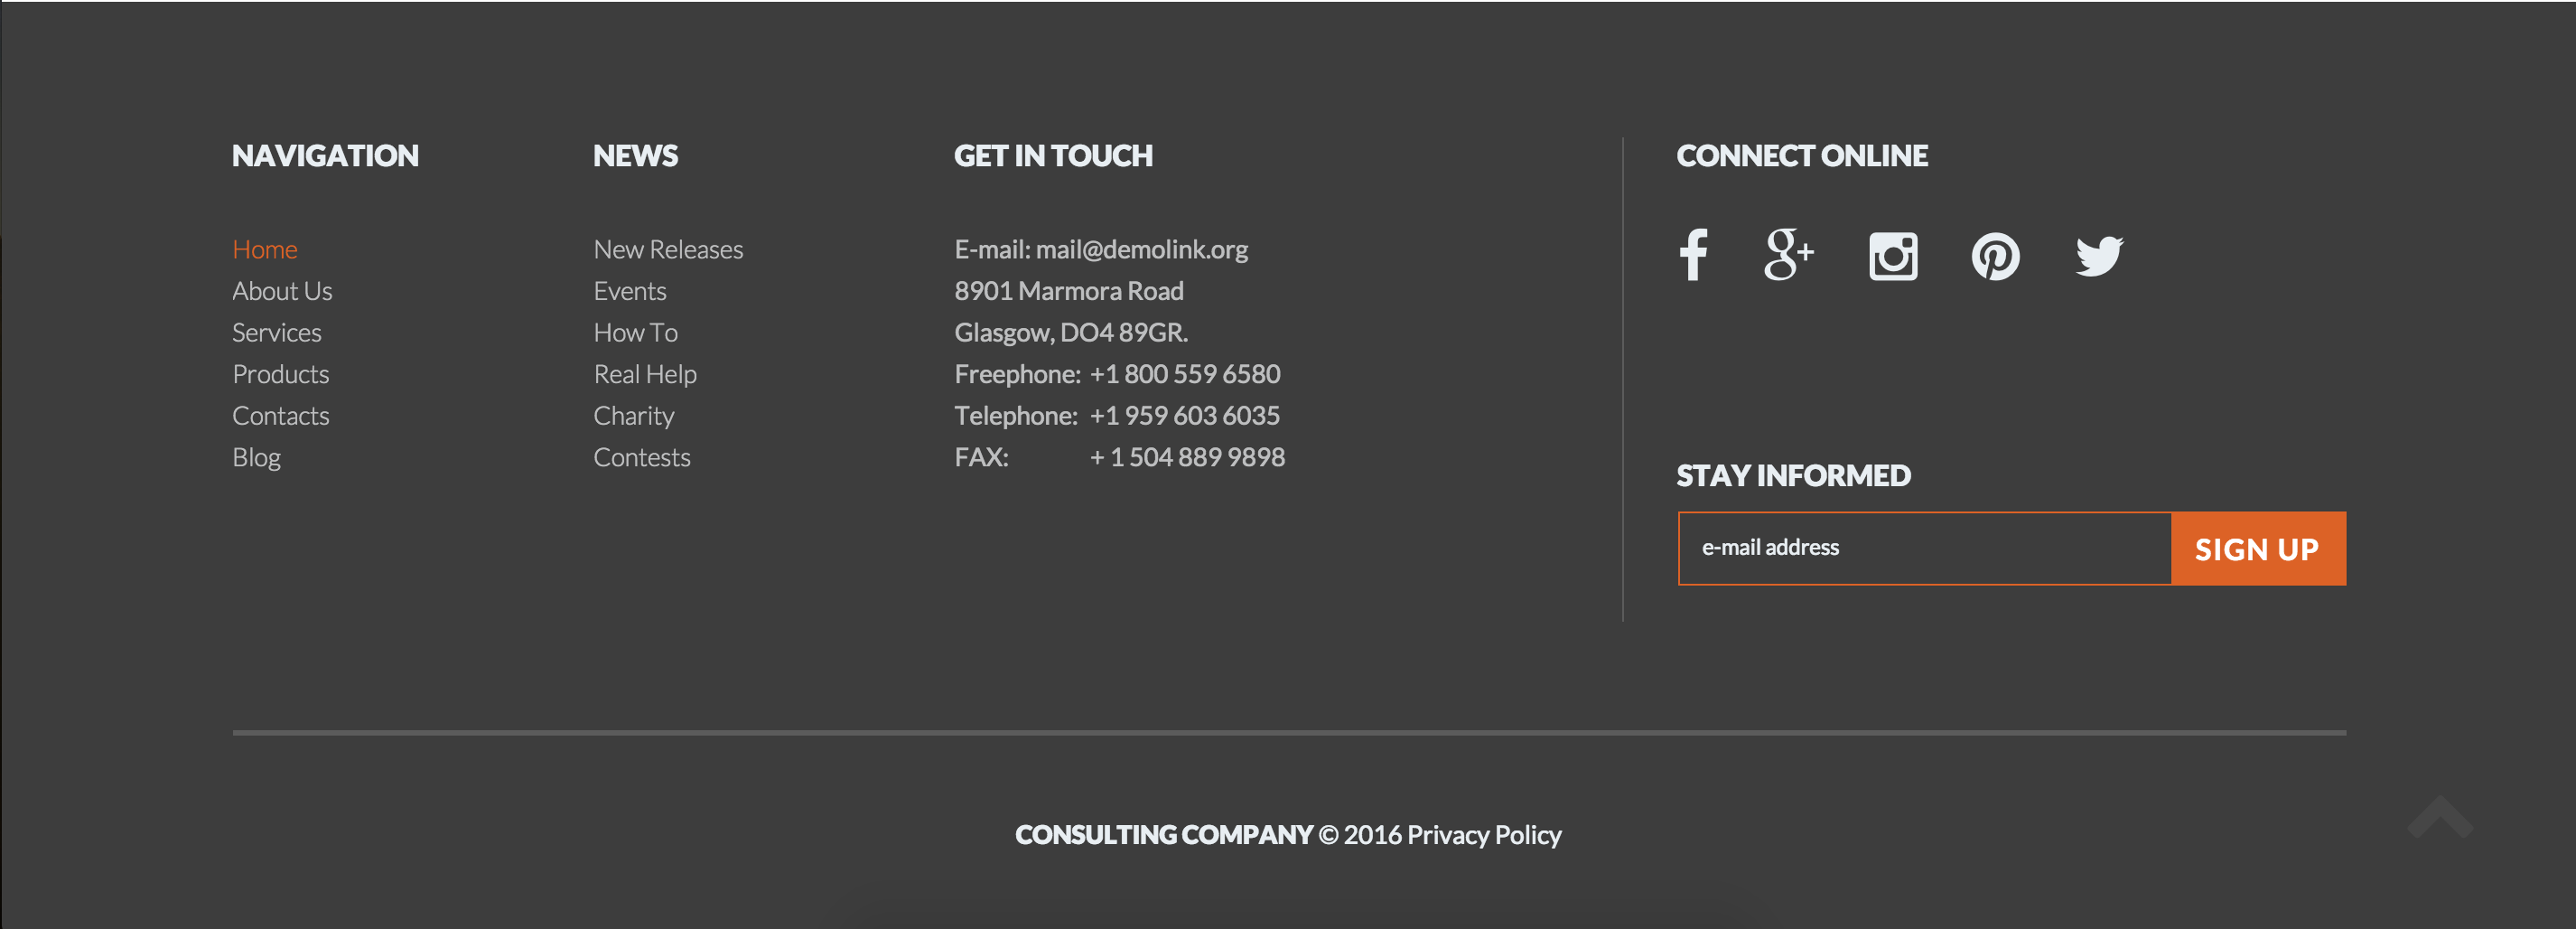 NAVIGATION
Home
About Us
Services
Products
Contacts
Blog
NEWS
New Releases
Events
How To
Real Help
Charity
Contests
GET IN TOUCH
E-mail: mail@demolink.org
8901 Marmora Road
Glasgow, DO4 89GR.
Freephone: +1 800 559 6580
Telephone: +1 959 603 6035
FAX: + 1 504 889 9898
CONNECT ONLINE
STAY INFORMED
e-mail address
SIGN UP
CONSULTING COMPANY © 2016 Privacy Policy